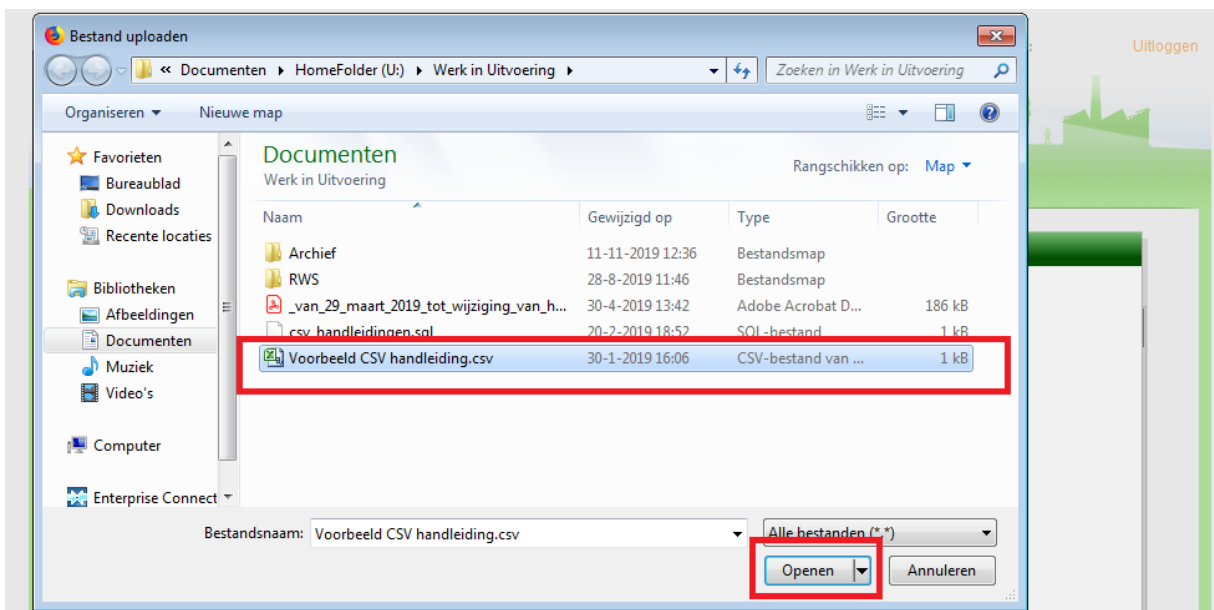 Bestand uploaden
Uitloggen
« Documenten ▸ HomeFolder (U:) ▸ Werk in Uitvoering ▸
Zoeken in Werk in Uitvoering
Organiseren
Nieuwe map
Favorieten
Bureaublad
Downloads
Recente locaties
Bibliotheken
Afbeeldingen
Documenten
Muziek
Video's
Computer
Enterprise Connect
Documenten
Werk in Uitvoering
Rangschikken op: Map
Naam Gewijzigd op Type Grootte
Archief 11-11-2019 12:36 Bestandsmap
RWS 28-8-2019 11:46 Bestandsmap
_van_29_maart_2019_tot_wijziging_van_h... 30-4-2019 13:42 Adobe Acrobat D... 186 kB
csv_handleidingen.sql 20-2-2019 18:52 SQL-bestand 1 kB
Voorbeeld CSV handleiding.csv 30-1-2019 16:06 CSV-bestand van ... 1 kB
Bestandsnaam: Voorbeeld CSV handleiding.csv
Alle bestanden (*.*)
Openen
Annuleren